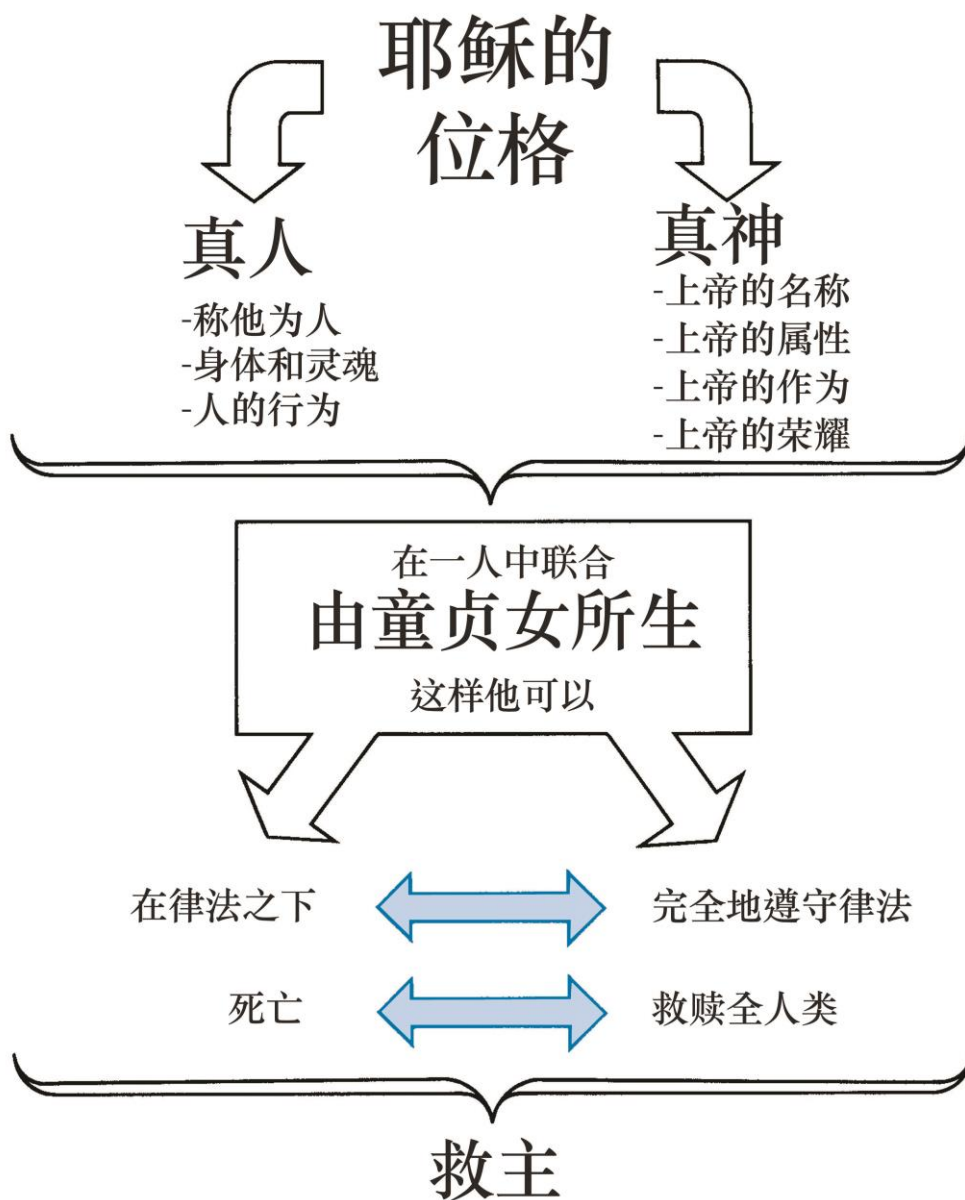 耶稣的
位格
真人
-称他为人
-身体和灵魂
-人的行为
真神
-上帝的名称
-上帝的属性
-上帝的作为
-上帝的荣耀
在一人中联合
由童贞女所生
这样他可以
在律法之下
完全地遵守律法
死亡
救赎全人类
救主